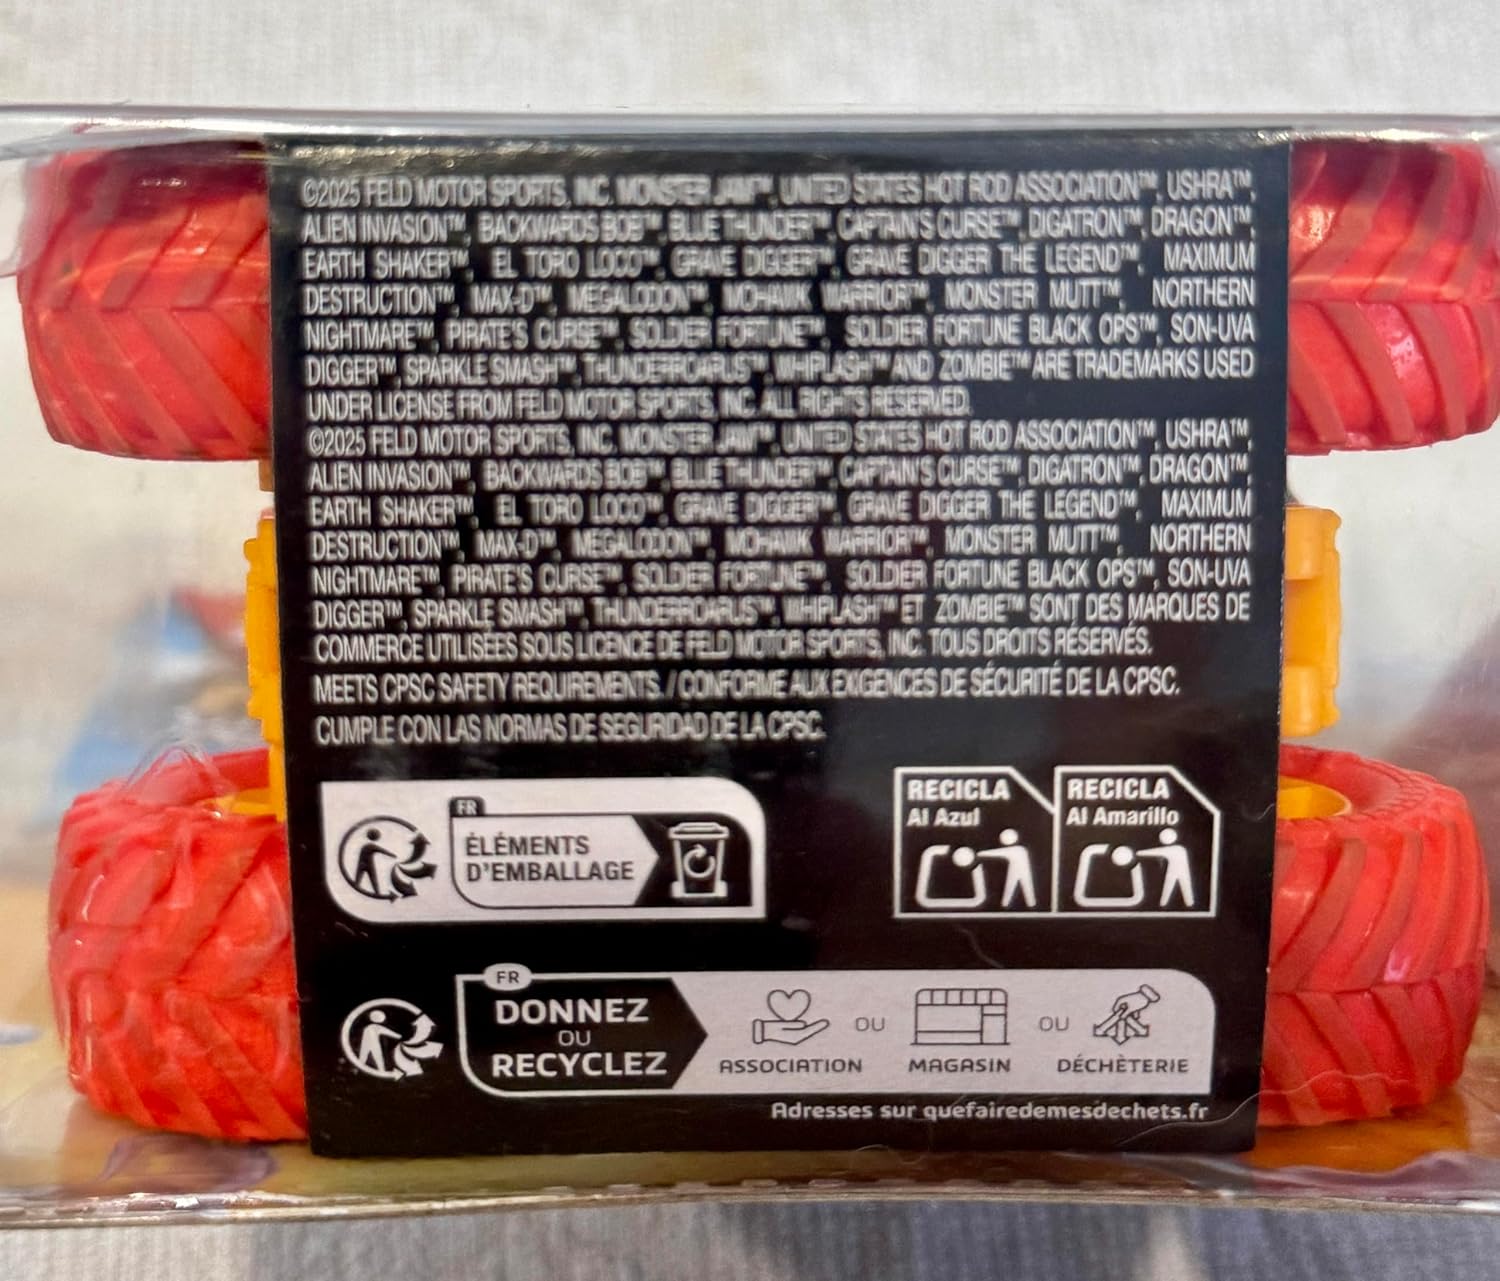 ©2025 FELD MOTOR SPORTS, INC. MONSTER JAM™, UNITED STATES HOT ROD ASSOCIATION™, USHRA™,
ALIEN INVASION™, BACKWARDS BOB™, BLUE THUNDER™, CAPTAIN'S CURSE™, DIGATRON™, DRAGON™,
EARTH SHAKER™, EL TORO LOCO™, GRAVE DIGGER™, GRAVE DIGGER THE LEGEND™, MAXIMUM
DESTRUCTION™, MAX-D™, MEGALODON™, MOHAWK WARRIOR™, MONSTER MUTT™, NORTHERN
NIGHTMARE™, PIRATE'S CURSE™, SOLDIER FORTUNE™, SOLDIER FORTUNE BLACK OPS™, SON-UVA
DIGGER™, SPARKLE SMASH™, THUNDERROARUS™, WHIPLASH™ AND ZOMBIE™ ARE TRADEMARKS USED
UNDER LICENSE FROM FELD MOTOR SPORTS, INC. ALL RIGHTS RESERVED.
©2025 FELD MOTOR SPORTS, INC. MONSTER JAM™, UNITED STATES HOT ROD ASSOCIATION™, USHRA™,
ALIEN INVASION™, BACKWARDS BOB™, BLUE THUNDER™, CAPTAIN'S CURSE™, DIGATRON™, DRAGON™,
EARTH SHAKER™, EL TORO LOCO™, GRAVE DIGGER™, GRAVE DIGGER THE LEGEND™, MAXIMUM
DESTRUCTION™, MAX-D™, MEGALODON™, MOHAWK WARRIOR™, MONSTER MUTT™, NORTHERN
NIGHTMARE™, PIRATE'S CURSE™, SOLDIER FORTUNE™, SOLDIER FORTUNE BLACK OPS™, SON-UVA
DIGGER™, SPARKLE SMASH™, THUNDERROARUS™, WHIPLASH™ ET ZOMBIE™ SONT DES MARQUES DE
COMMERCE UTILISÉES SOUS LICENCE DE FELD MOTOR SPORTS, INC. TOUS DROITS RÉSERVÉS.
MEETS CPSC SAFETY REQUIREMENTS. / CONFORME AUX EXIGENCES DE SÉCURITÉ DE LA CPSC.
CUMPLE CON LAS NORMAS DE SEGURIDAD DE LA CPSC.
FR
ÉLÉMENTS
D'EMBALLAGE
RECICLA
Al Azul
RECICLA
Al Amarillo
FR
DONNEZ
OU
RECYCLEZ
ASSOCIATION
OU
MAGASIN
OU
DÉCHÈTERIE
Adresses sur quefairedemesdechets.fr